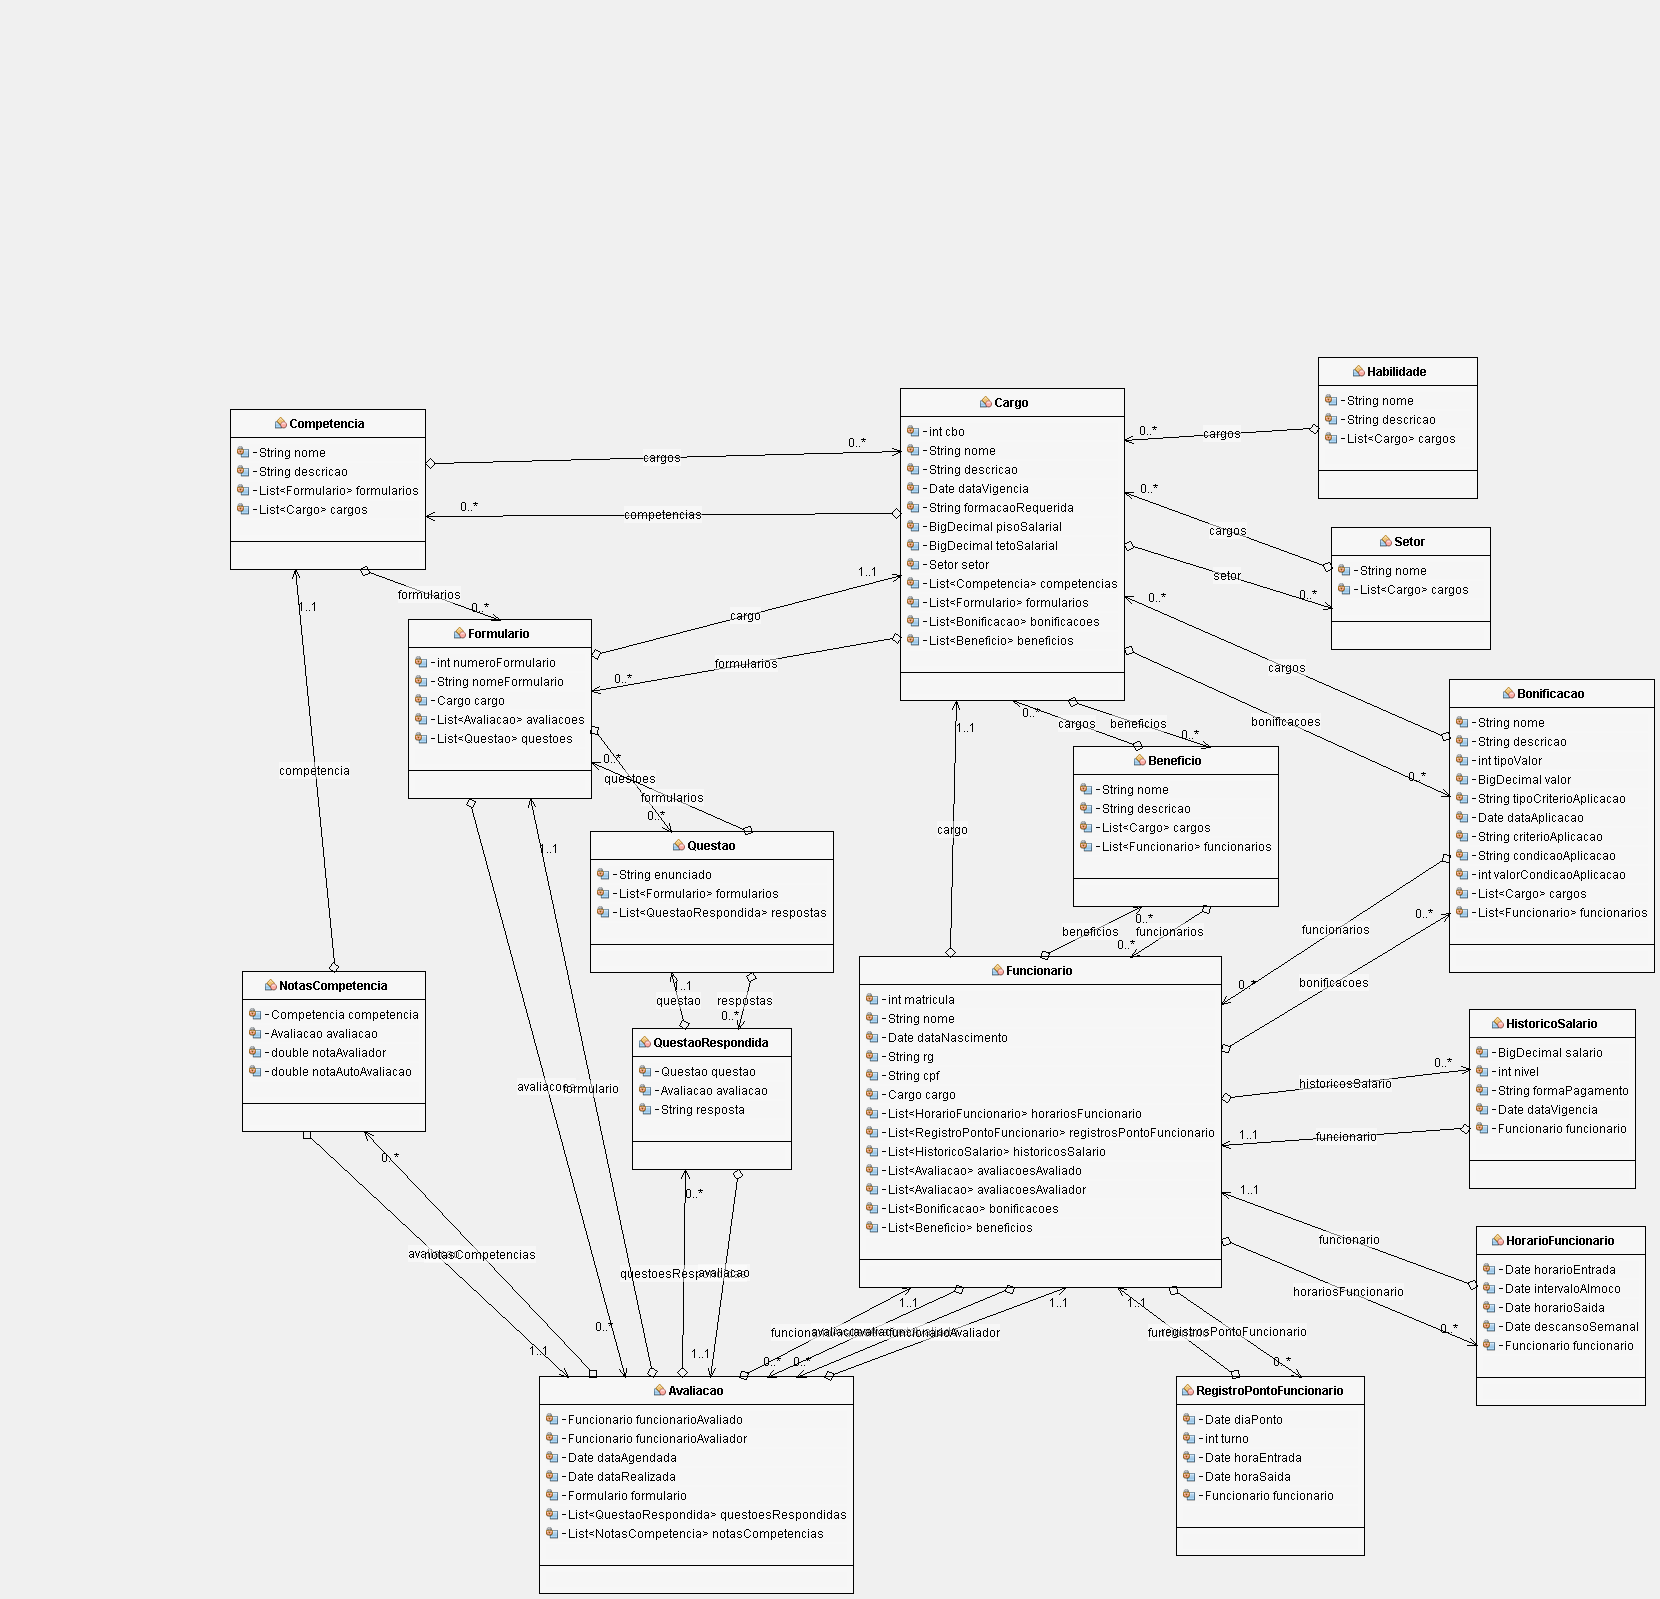 Habilidade
-String nome
-String descricao
-List<Cargo> cargos
Cargo
-int cbo
-String nome
-String descricao
-Date dataVigencia
-String formacaoRequerida
-BigDecimal pisoSalarial
-BigDecimal tetoSalarial
-Setor setor
-List<Competencia> competencias
-List<Formulario> formularios
-List<Bonificacao> bonificacoes
-List<Beneficio> beneficios
Competencia
-String nome
-String descricao
-List<Formulario> formularios
-List<Cargo> cargos
0..*
cargos
0..*
cargos
0..*
competencias
0..*
cargos
Setor
-String nome
-List<Cargo> cargos
setor
0..*
1..1
cargo
formularios
0..*
1..1
formularios
0..*
0..*
cargos
bonificacoes
0..*
Formulario
-int numeroFormulario
-String nomeFormulario
-Cargo cargo
-List<Avaliacao> avaliacoes
-List<Questao> questoes
Bonificacao
-String nome
-String descricao
-int tipoValor
-BigDecimal valor
-String tipoCriterioAplicacao
-Date dataAplicacao
-String criterioAplicacao
-String condicaoAplicacao
-int valorCondicaoAplicacao
-List<Cargo> cargos
-List<Funcionario> funcionarios
0..*
cargos
beneficios
0..*
1..1
cargo
Beneficio
-String nome
-String descricao
-List<Cargo> cargos
-List<Funcionario> funcionarios
competencia
0..*
questoes
formularios
0..*
1..1
Questao
-String enunciado
-List<Formulario> formularios
-List<QuestaoRespondida> respostas
0..*
beneficios
funcionarios
0..*
0..*
funcionarios
bonificacoes
0..*
NotasCompetencia
-Competencia competencia
-Avaliacao avaliacao
-double notaAvaliador
-double notaAutoAvaliacao
1..1
questao
respostas
0..*
QuestaoRespondida
-Questao questao
-Avaliacao avaliacao
-String resposta
Funcionario
-int matricula
-String nome
-Date dataNascimento
-String rg
-String cpf
-Cargo cargo
-List<HorarioFuncionario> horariosFuncionario
-List<RegistroPontoFuncionario> registrosPontoFuncionario
-List<HistoricoSalario> historicosSalario
-List<Avaliacao> avaliacoesAvaliado
-List<Avaliacao> avaliacoesAvaliador
-List<Bonificacao> bonificacoes
-List<Beneficio> beneficios
HistoricoSalario
-BigDecimal salario
-int nivel
-String formaPagamento
-Date dataVigencia
-Funcionario funcionario
0..*
historicosSalario
1..1
funcionario
1..1
funcionario
horariosFuncionario
0..*
HorarioFuncionario
-Date horarioEntrada
-Date intervaloAlmoco
-Date horarioSaida
-Date descansoSemanal
-Funcionario funcionario
formulario
0..*
notasCompetencias
0..*
avaliacao
0..*
1..1
1..1
1..1
1..1
1..1
funcionarioAvaliador
registrosPontoFuncionario
0..*
0..*
0..*
Avaliacao
-Funcionario funcionarioAvaliado
-Funcionario funcionarioAvaliador
-Date dataAgendada
-Date dataRealizada
-Formulario formulario
-List<QuestaoRespondida> questoesRespondidas
-List<NotasCompetencia> notasCompetencias
RegistroPontoFuncionario
-Date diaPonto
-int turno
-Date horaEntrada
-Date horaSaida
-Funcionario funcionario